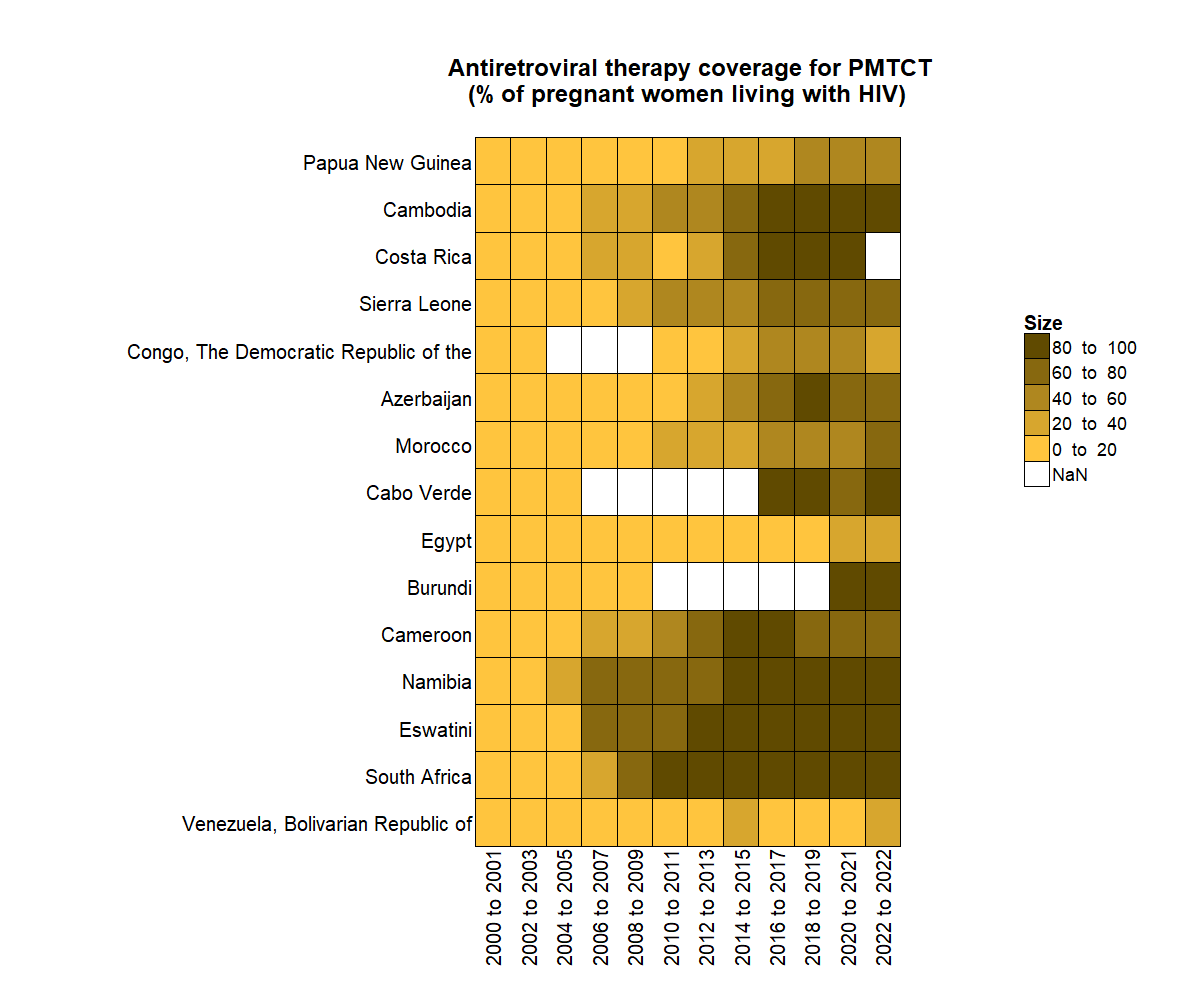 Antiretroviral therapy coverage for PMTCT
(% of pregnant women living with HIV)
Papua New Guinea
Cambodia
Costa Rica
Sierra Leone
Congo, The Democratic Republic of the
Azerbaijan
Morocco
Cabo Verde
Egypt
Burundi
Cameroon
Namibia
Eswatini
South Africa
Venezuela, Bolivarian Republic of
2000 to 2001
2002 to 2003
2004 to 2005
2006 to 2007
2008 to 2009
2010 to 2011
2012 to 2013
2014 to 2015
2016 to 2017
2018 to 2019
2020 to 2021
2022 to 2022
Size
80 to 100
60 to 80
40 to 60
20 to 40
0 to 20
NaN